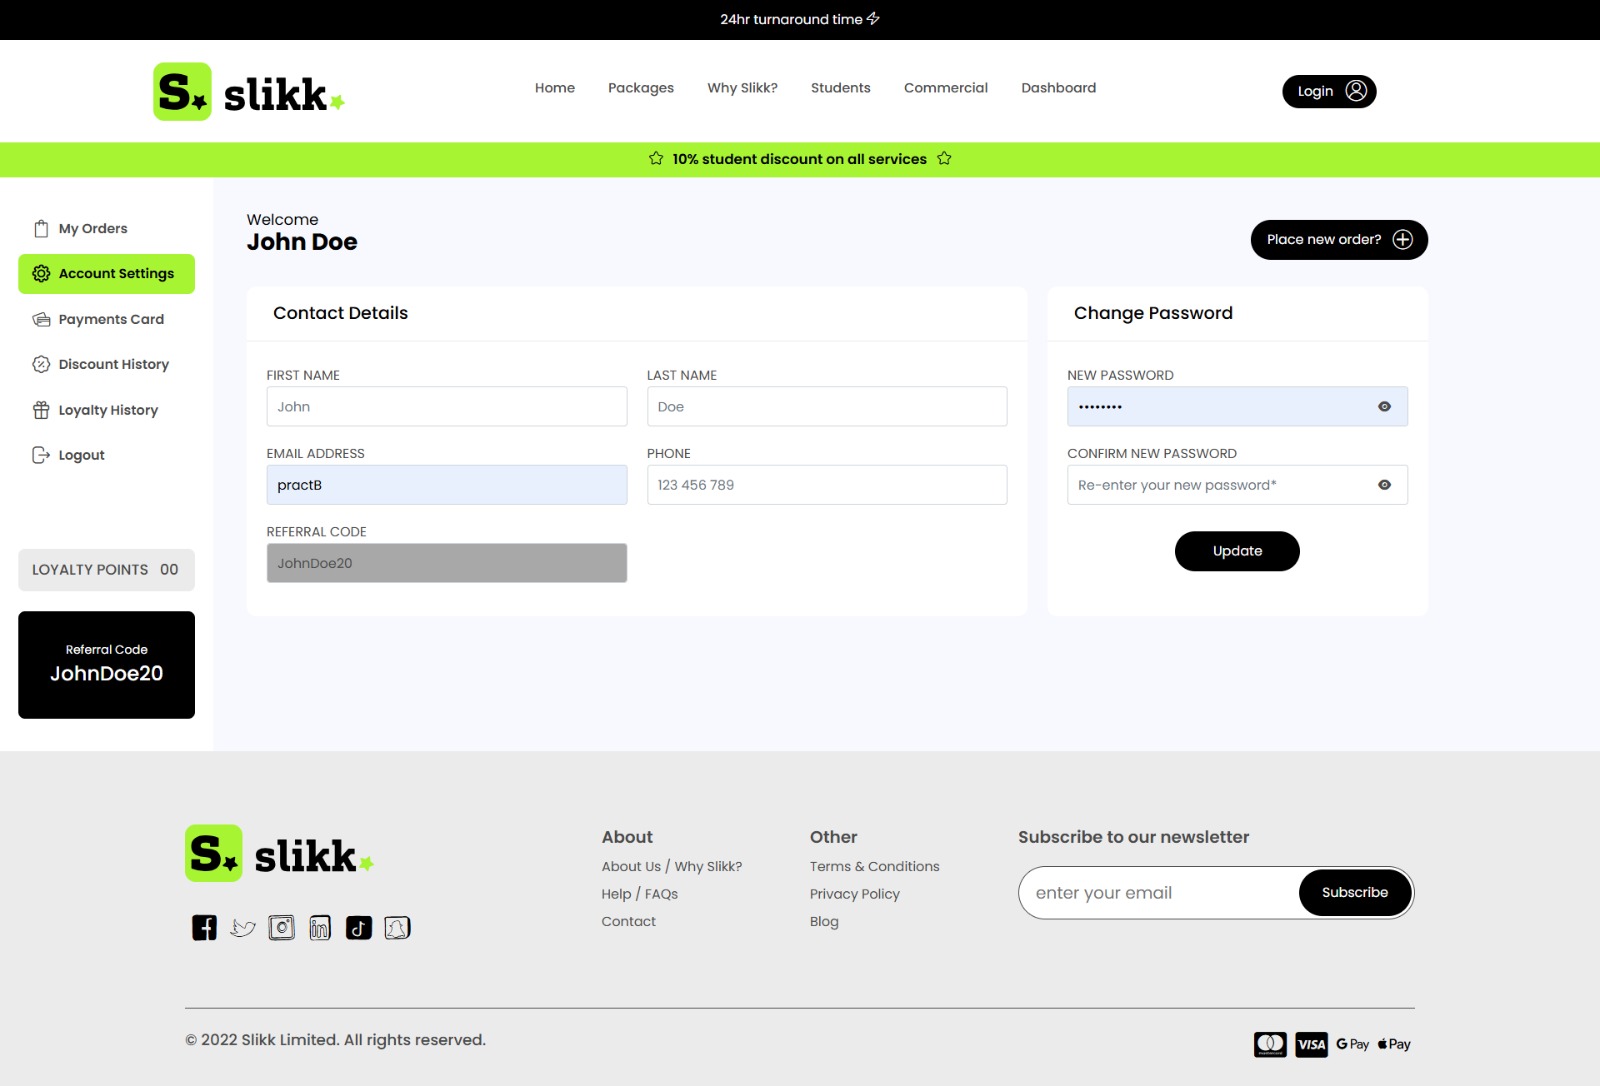 24hr turnaround time
S. slikk.
Home Packages Why Slikk? Students Commercial Dashboard
Login
10% student discount on all services
My Orders
Account Settings
Payments Card
Discount History
Loyalty History
Logout
LOYALTY POINTS 00
Referral Code
JohnDoe20
Welcome
John Doe
Place new order?
Contact Details
FIRST NAME
John
LAST NAME
Doe
EMAIL ADDRESS
practB
PHONE
123 456 789
REFERRAL CODE
JohnDoe20
Change Password
NEW PASSWORD
••••••••
CONFIRM NEW PASSWORD
Re-enter your new password*
Update
S. slikk.
About
About Us / Why Slikk?
Help / FAQs
Contact
Other
Terms & Conditions
Privacy Policy
Blog
Subscribe to our newsletter
enter your email
Subscribe
© 2022 Slikk Limited. All rights reserved.
VISA G Pay Pay